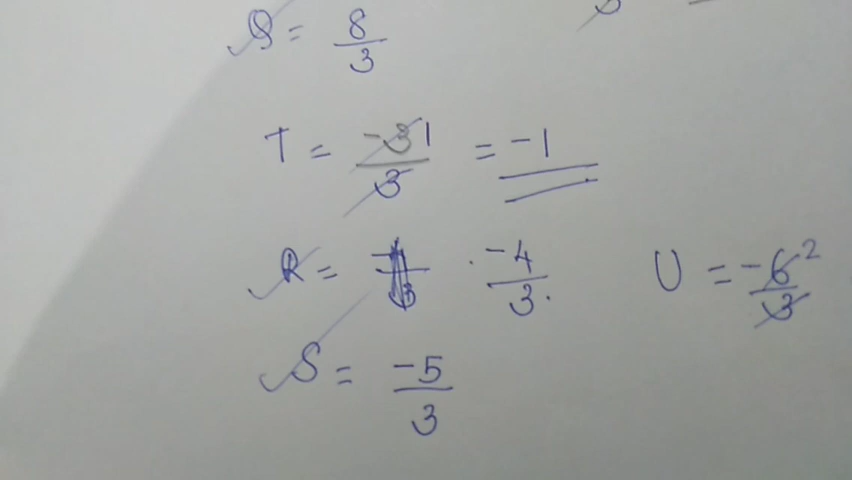 Q = 8/3
T = -3/3 1 = -1
R = -4/3. U = -6/3 2
S = -5/3